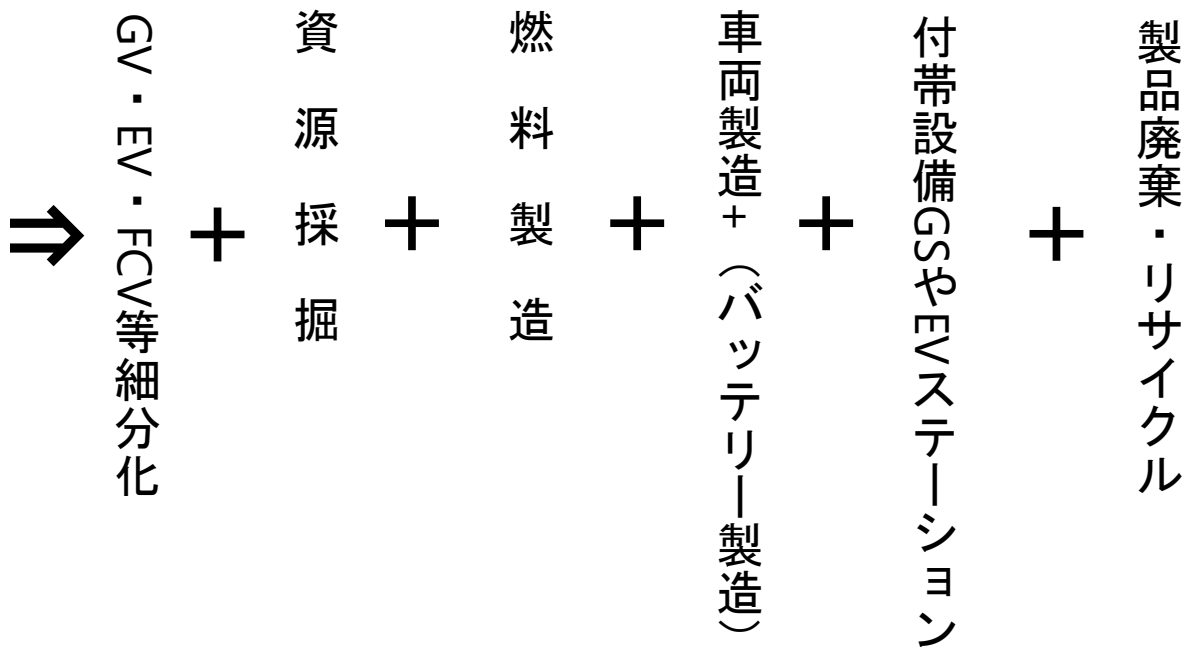 ⇒
GV・EV・FCV等細分化
＋
資源採掘
＋
燃料製造
＋
車両製造+（バッテリー製造）
＋
付帯設備GSやEVステーション
＋
製品廃棄・リサイクル